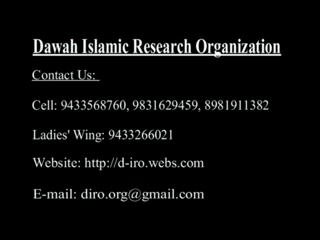 Dawah Islamic Research Organization
Contact Us:
Cell: 9433568760, 9831629459, 8981911382
Ladies' Wing: 9433266021
Website: http://d-iro.webs.com
E-mail: diro.org@gmail.com